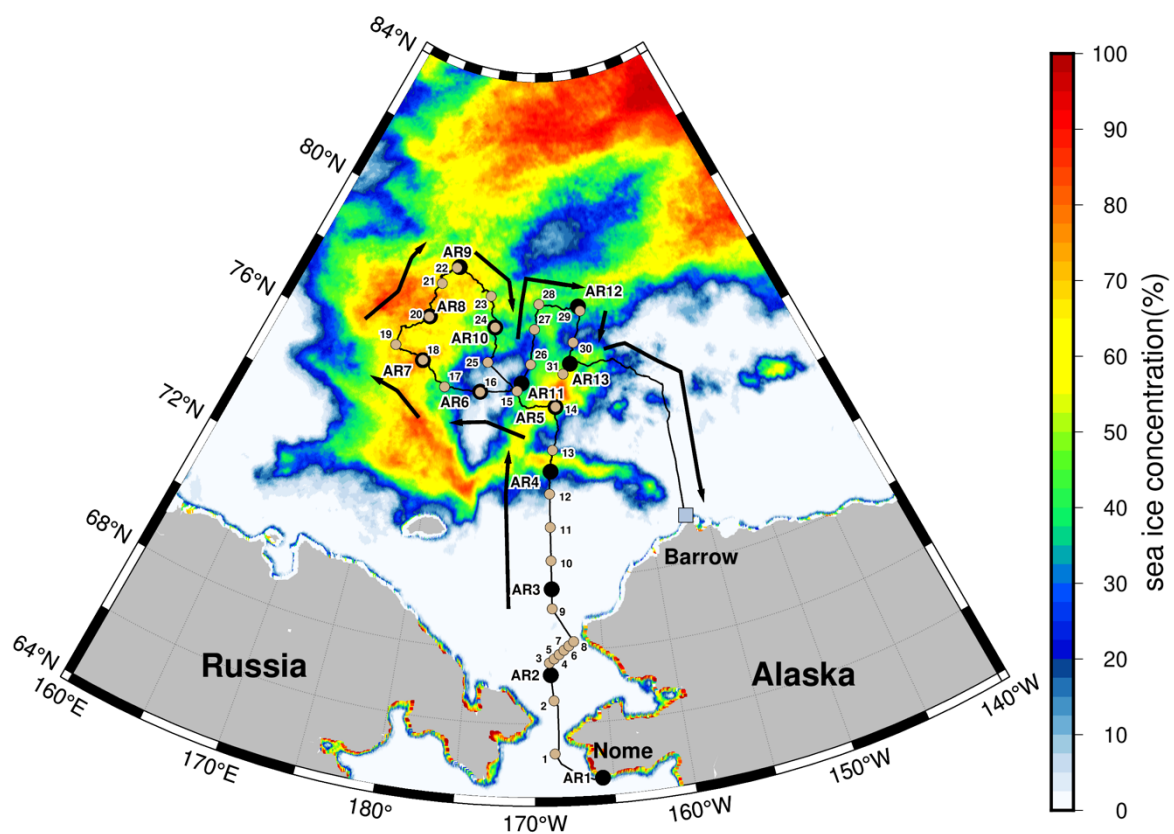 84°N
80°N
76°N
72°N
68°N
64°N
160°E
170°E
180°
170°W
160°W
150°W
140°W
AR9
22
21
23
28
AR12
20
AR8
29
24
27
AR10
19
18
30
AR7
25
26
31
AR13
17
16
AR6
15
AR11
AR5
14
13
AR4
12
11
10
AR3
9
7
8
5
6
3
4
AR2
2
1
AR1
Nome
Barrow
Russia
Alaska
100
90
80
70
60
50
40
30
20
10
0
sea ice concentration(%)